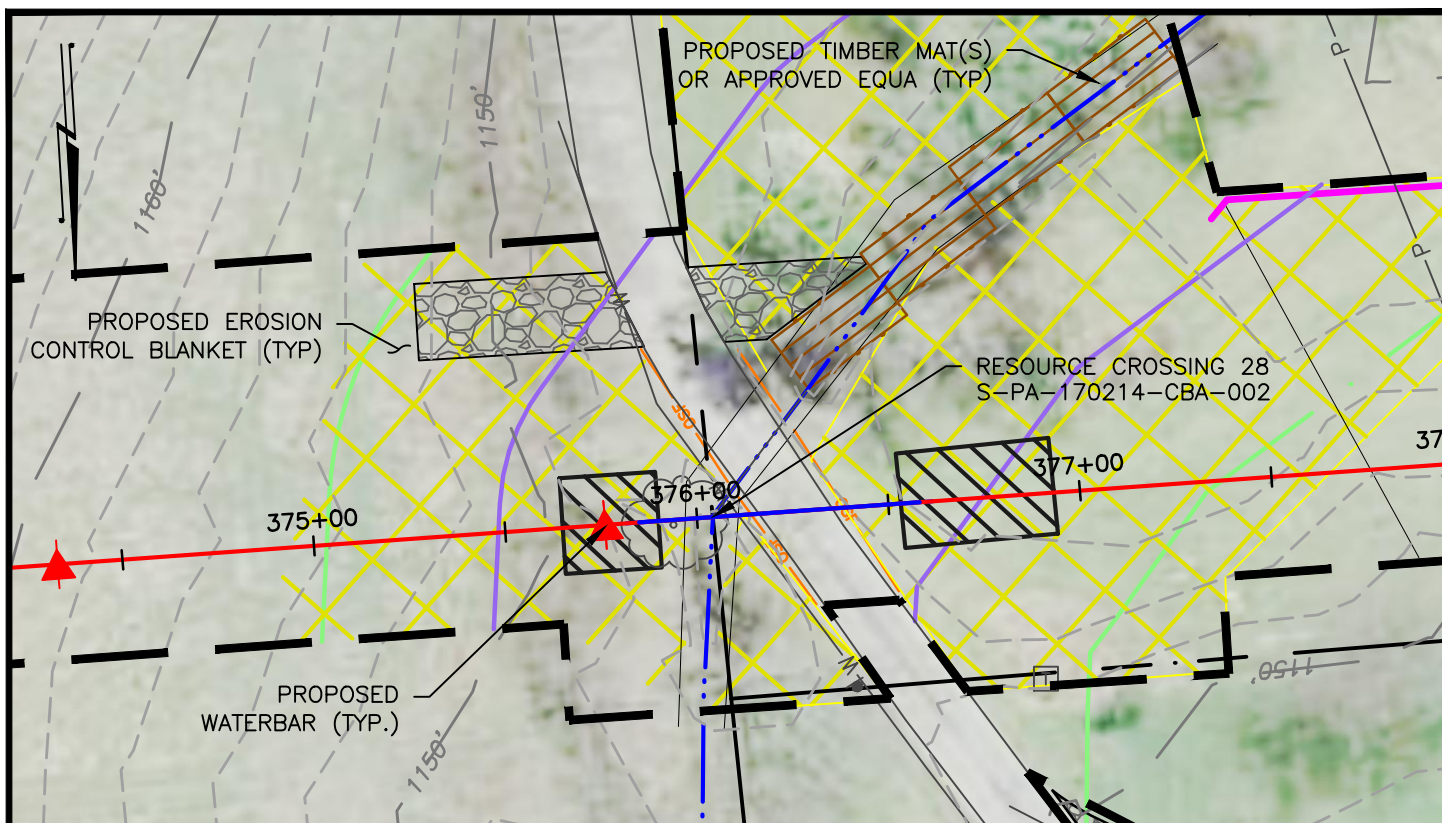 PROPOSED TIMBER MAT(S)
OR APPROVED EQUA (TYP)
P
1150'
1160'
P
PROPOSED EROSION
CONTROL BLANKET (TYP)
W
RESOURCE CROSSING 28
S-PA-170214-CBA-002
375+00
376+00
377+00
37
PROPOSED
WATERBAR (TYP.)
W
T
1150'
1150'